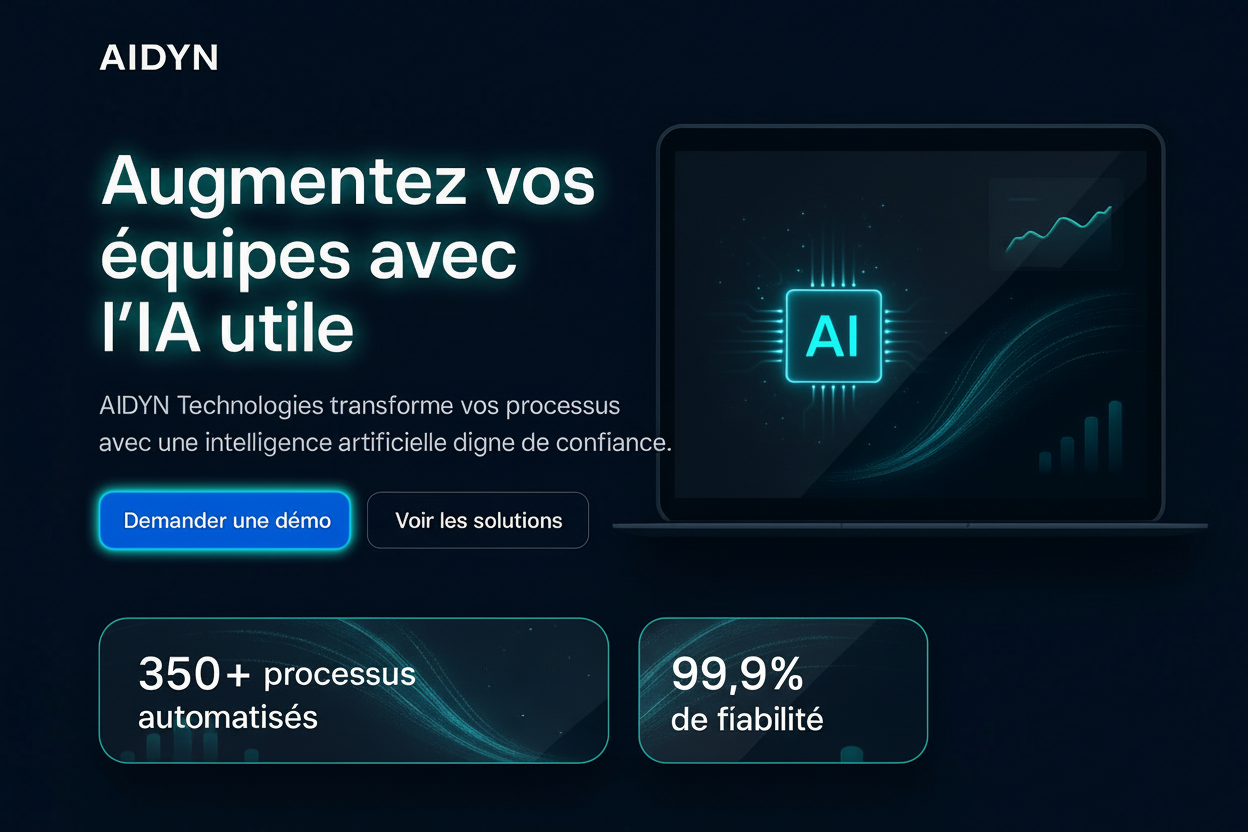 AIDYN
Augmentez vos
équipes avec
l’IA utile
AIDYN Technologies transforme vos processus
avec une intelligence artificielle digne de confiance.
Demander une démo
Voir les solutions
AI
350+ processus
automatisés
99,9%
de fiabilité